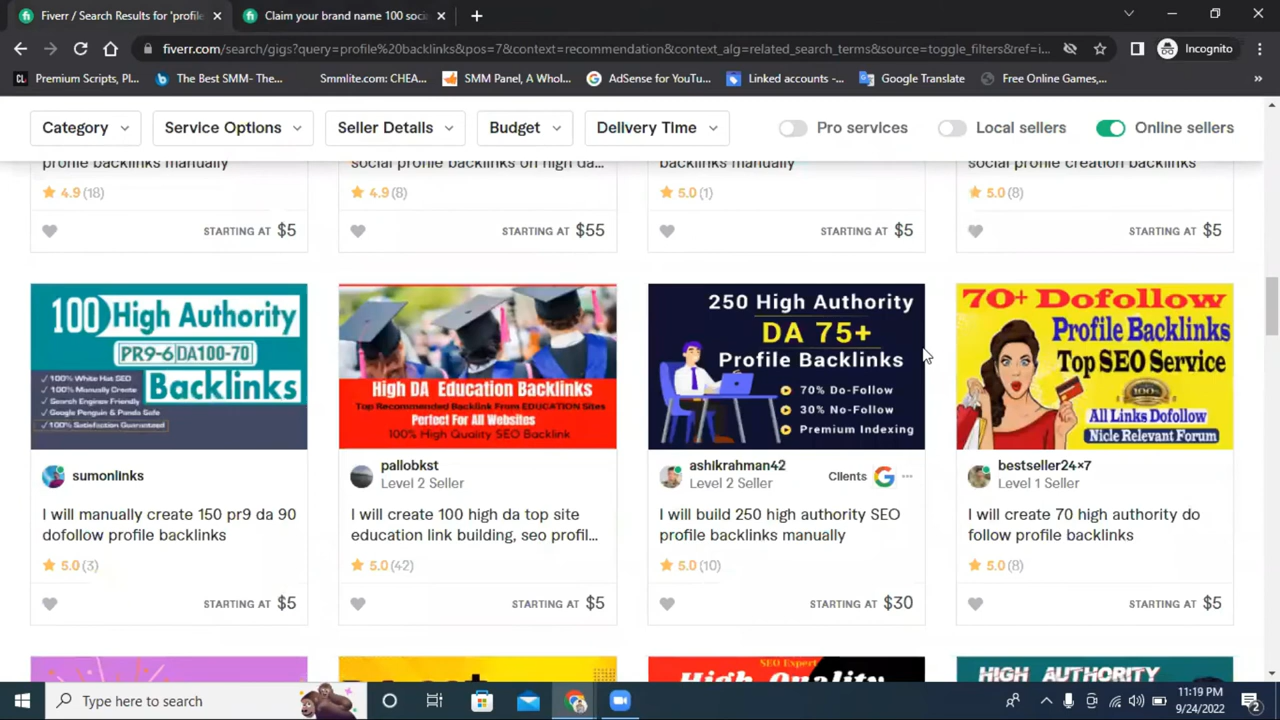 Fiverr / Search Results for 'profile
Claim your brand name 100 soci
fiverr.com/search/gigs?query=profile%20backlinks&pos=7&context=recommendation&context_alg=related_search_terms&source=toggle_filters&ref=i...
Incognito
Premium Scripts, Pl...
The Best SMM- The...
Smmlite.com: CHEA...
SMM Panel, A Whol...
AdSense for YouTu...
Linked accounts -...
Google Translate
Free Online Games,...
Category
Service Options
Seller Details
Budget
Delivery Time
Pro services
Local sellers
Online sellers
profile backlinks manually
social profile backlinks on high da...
backlinks manually
social profile creation backlinks
4.9 (18)
4.9 (8)
5.0 (1)
5.0 (8)
STARTING AT $5
STARTING AT $55
STARTING AT $5
STARTING AT $5
100 High Authority
PR9-6 DA100-70
Backlinks
✓ 100% White Hat SEO
✓ 100% Manually Create
✓ Search Engine Friendly
✓ Google Penguin & Panda Safe
✓ 100% Satisfaction Guaranteed
sumonlinks
I will manually create 150 pr9 da 90
dofollow profile backlinks
5.0 (3)
STARTING AT $5
High DA Education Backlinks
Top Recommended Backlink From EDUCATION Sites
Perfect For All Websites
100% High Quality SEO Backlink
pallobkst
Level 2 Seller
I will create 100 high da top site
education link building, seo profil...
5.0 (42)
STARTING AT $5
250 High Authority
DA 75+
Profile Backlinks
70% Do-Follow
30% No-Follow
Premium Indexing
ashikrahman42
Level 2 Seller
Clients
I will build 250 high authority SEO
profile backlinks manually
5.0 (10)
STARTING AT $30
70+ Dofollow
Profile Backlinks
Top SEO Service
100%
All Links Dofollow
Nicle Relevant Forum
bestseller24×7
Level 1 Seller
I will create 70 high authority do
follow profile backlinks
5.0 (8)
STARTING AT $5
SEO Expert
High Quality
HIGH AUTHORITY
Type here to search
11:19 PM
9/24/2022
2